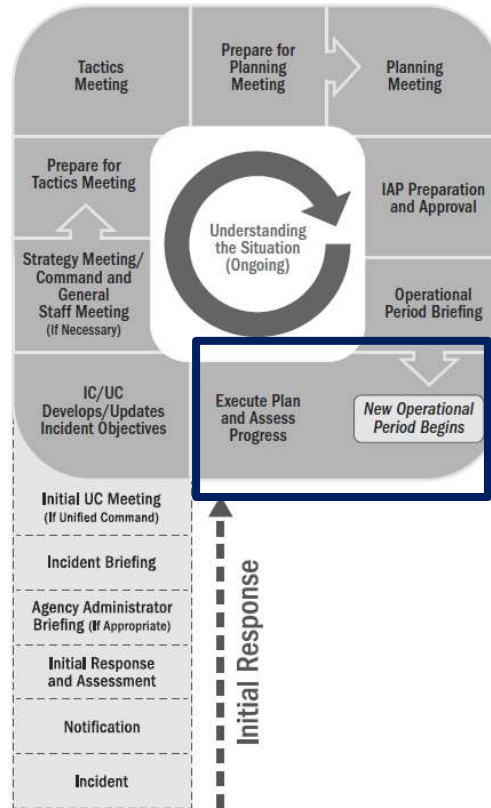 Tactics
Meeting
Prepare for
Planning
Meeting
Planning
Meeting
Prepare for
Tactics Meeting
Understanding
the Situation
(Ongoing)
IAP Preparation
and Approval
Strategy Meeting/
Command and
General
Staff Meeting
(If Necessary)
Operational
Period Briefing
IC/UC
Develops/Updates
Incident Objectives
Execute Plan
and Assess
Progress
New Operational
Period Begins
Initial UC Meeting
(If Unified Command)
Incident Briefing
Agency Administrator
Briefing (If Appropriate)
Initial Response
and Assessment
Notification
Incident
Initial Response